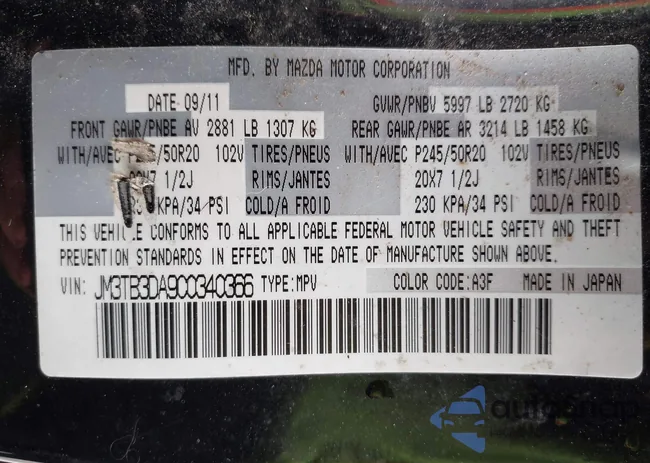 MFD. BY MAZDA MOTOR CORPORATION
DATE 09/11 GVWR/PNBV 5997 LB 2720 KG
FRONT GAWR/PNBE AV 2881 LB 1307 KG REAR GAWR/PNBE AR 3214 LB 1458 KG
WITH/AVEC /50R20 102V TIRES/PNEUS WITH/AVEC P245/50R20 102V TIRES/PNEUS
20X7 1/2J RIMS/JANTES 20X7 1/2J RIMS/JANTES
KPA/34 PSI COLD/A FROID 230 KPA/34 PSI COLD/A FROID
THIS VEHICLE CONFORMS TO ALL APPLICABLE FEDERAL MOTOR VEHICLE SAFETY AND THEFT
PREVENTION STANDARDS IN EFFECT ON THE DATE OF MANUFACTURE SHOWN ABOVE.
VIN: JM3TB3DA9C0340366 TYPE: MPV COLOR CODE: A3F MADE IN JAPAN